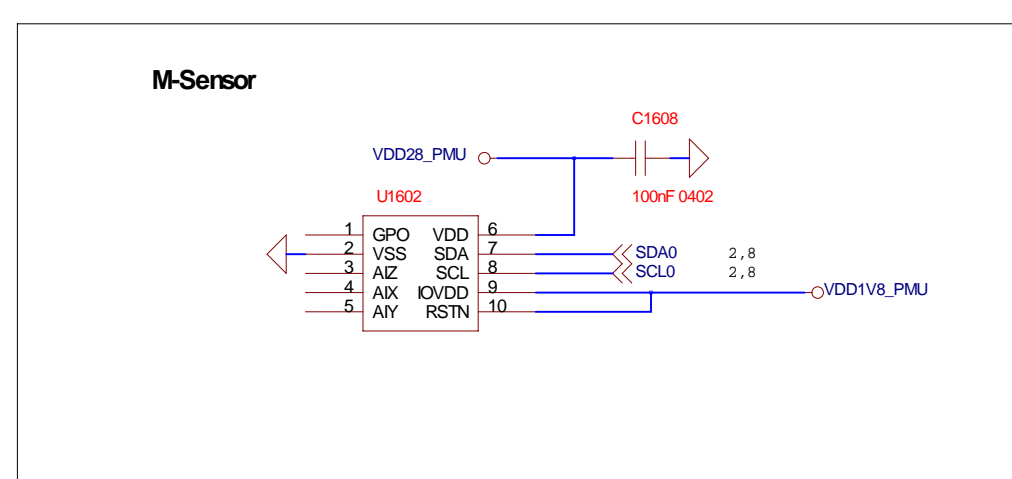 M-Sensor
C1608
VDD28_PMU
U1602
100nF 0402
1 GPO VDD 6
2 VSS SDA 7 SDA0 2,8
3 AIZ SCL 8 SCL0 2,8
4 AIX IOVDD 9 VDD1V8_PMU
5 AIY RSTN 10